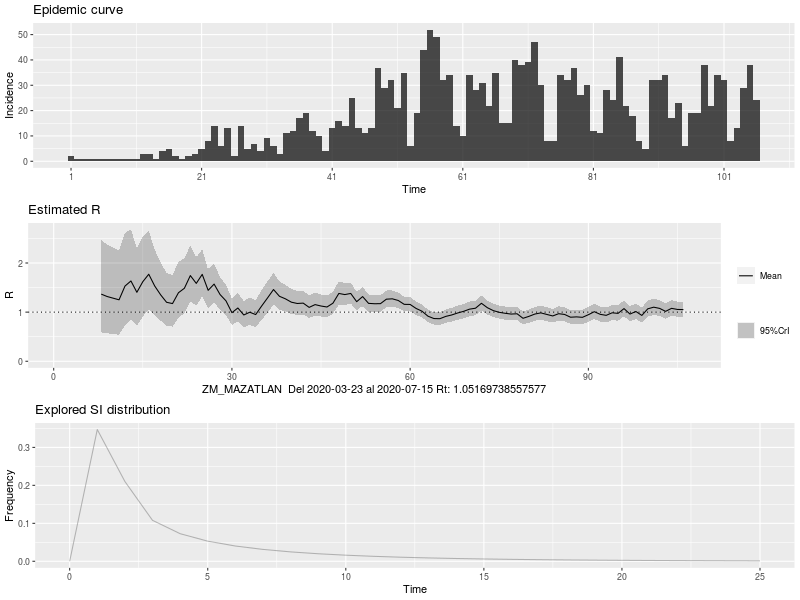 Epidemic curve
50
40
30
20
10
0
Incidence
1
21
41
61
81
101
Time
Estimated R
2
1
0
R
0
30
60
90
ZM_MAZATLAN Del 2020-03-23 al 2020-07-15 Rt: 1.05169738557577
Mean
95%CrI
Explored SI distribution
0.3
0.2
0.1
0.0
Frequency
0
5
10
15
20
25
Time